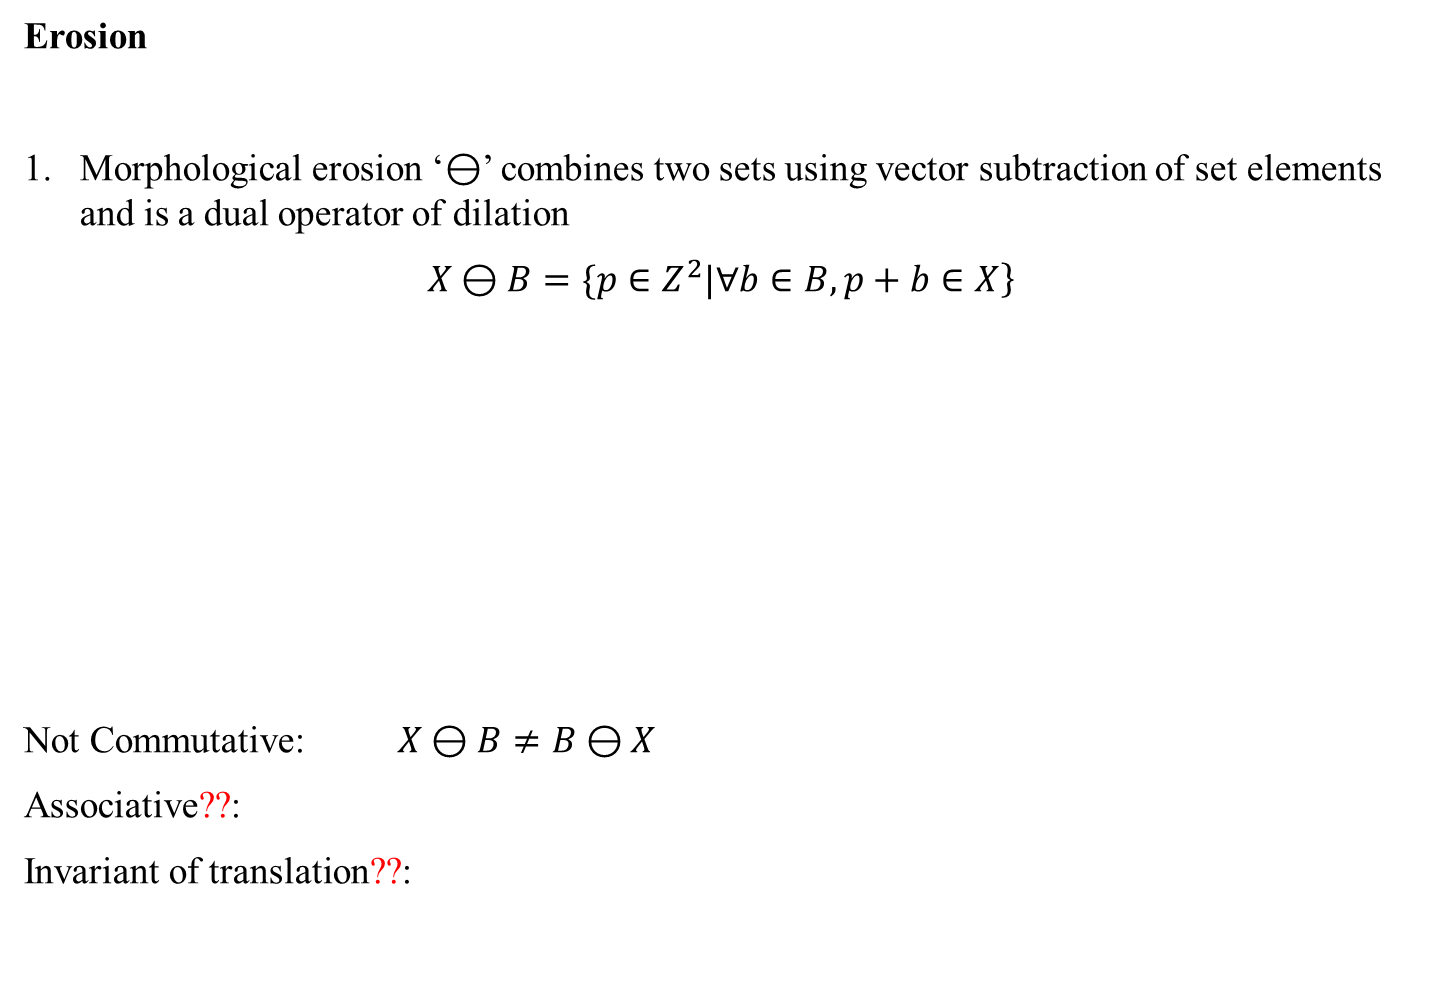 Erosion
1. Morphological erosion ‘⊖’ combines two sets using vector subtraction of set elements
and is a dual operator of dilation
X ⊖ B = {p ∈ Z²|∀b ∈ B, p + b ∈ X}
Not Commutative: X ⊖ B ≠ B ⊖ X
Associative??:
Invariant of translation??: